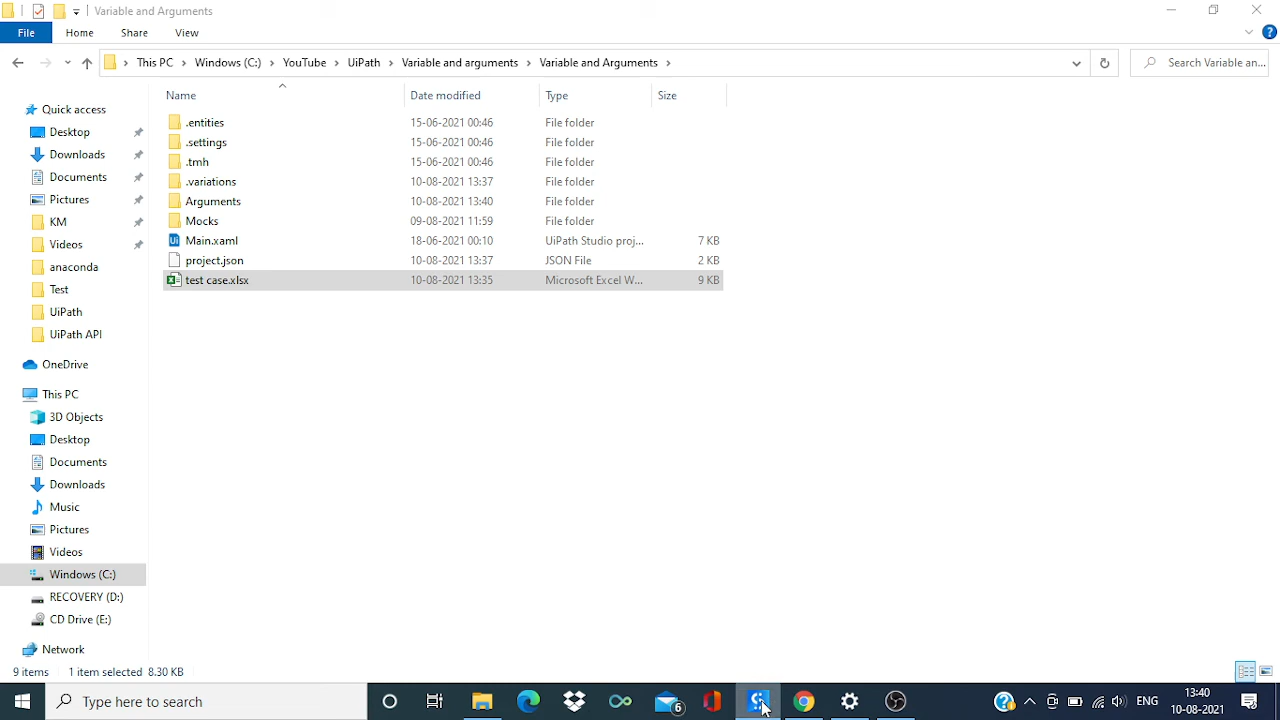 Variable and Arguments
File Home Share View
This PC Windows (C:) YouTube UiPath Variable and arguments Variable and Arguments Search Variable an...
Name Date modified Type Size
.entities 15-06-2021 00:46 File folder
.settings 15-06-2021 00:46 File folder
.tmh 15-06-2021 00:46 File folder
.variations 10-08-2021 13:37 File folder
Arguments 10-08-2021 13:40 File folder
Mocks 09-08-2021 11:59 File folder
Main.xaml 18-06-2021 00:10 UiPath Studio proj... 7 KB
project.json 10-08-2021 13:37 JSON File 2 KB
test case.xlsx 10-08-2021 13:35 Microsoft Excel W... 9 KB
Quick access
Desktop
Downloads
Documents
Pictures
KM
Videos
anaconda
Test
UiPath
UiPath API
OneDrive
This PC
3D Objects
Desktop
Documents
Downloads
Music
Pictures
Videos
Windows (C:)
RECOVERY (D:)
CD Drive (E:)
Network
9 items 1 item selected 8.30 KB
Type here to search
6
ENG
13:40
10-08-2021